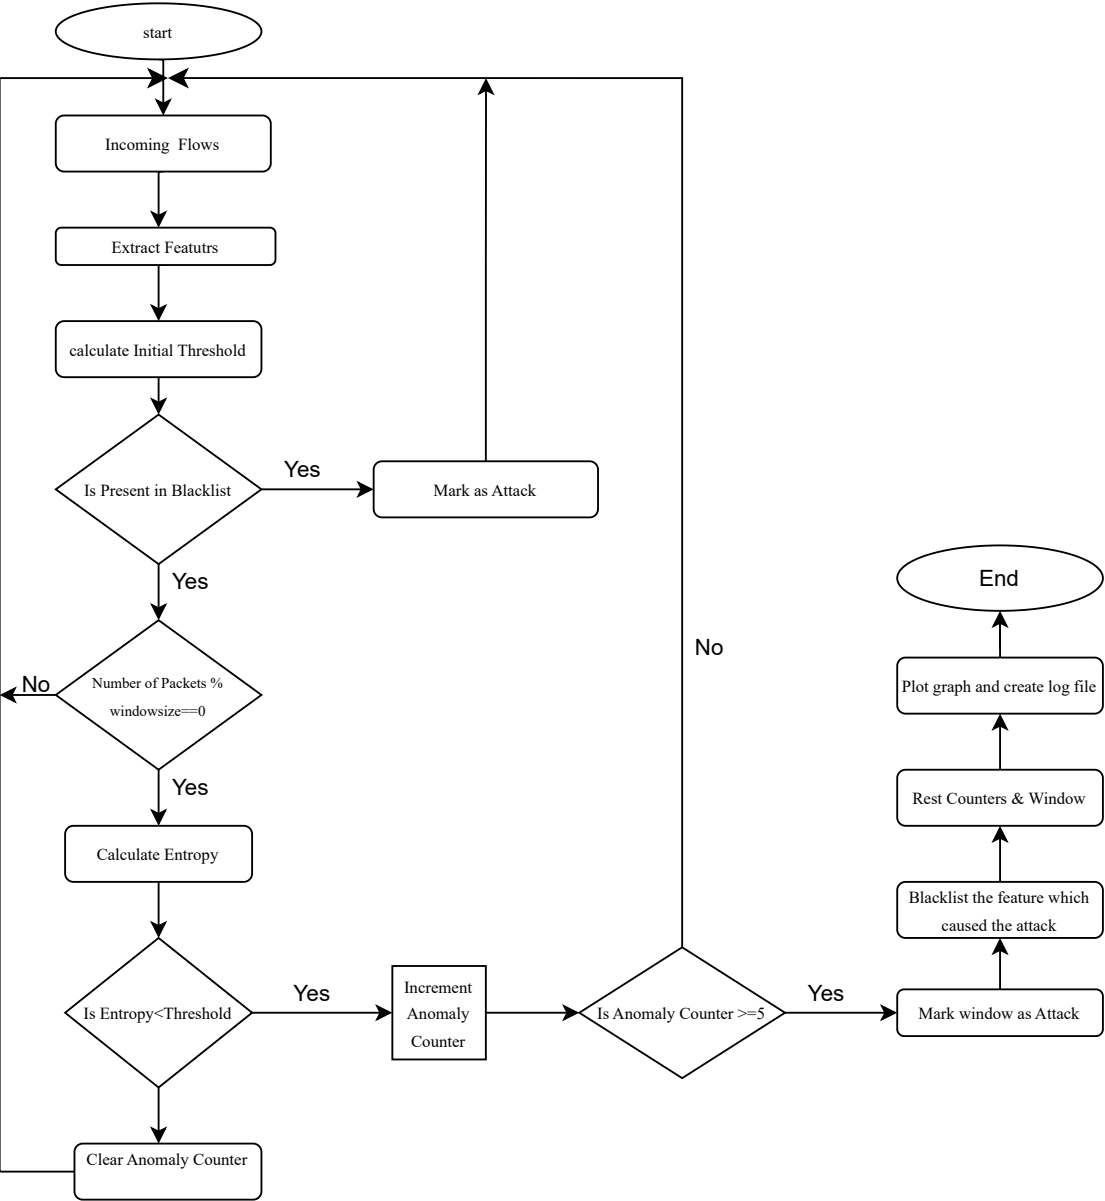 start
Incoming Flows
Extract Featutrs
calculate Initial Threshold
Is Present in Blacklist
Yes
Mark as Attack
Yes
Number of Packets %
windowsize==0
No
Yes
Calculate Entropy
Is Entropy<Threshold
Yes
Increment
Anomaly
Counter
Is Anomaly Counter >=5
No
Yes
Mark window as Attack
Blacklist the feature which
caused the attack
Rest Counters & Window
Plot graph and create log file
End
Clear Anomaly Counter